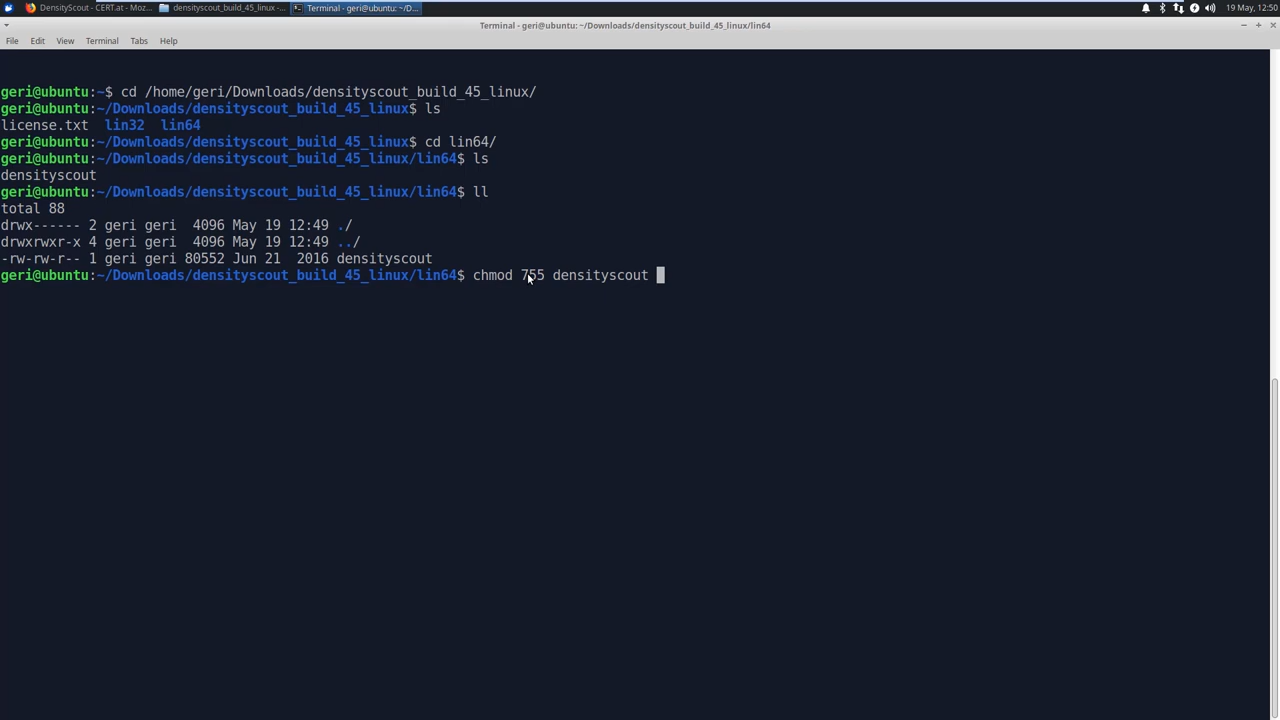 DensityScout - CERT.at - Moz...
densityscout_build_45_linux -...
Terminal - geri@ubuntu: ~/D...
19 May, 12:50
Terminal - geri@ubuntu: ~/Downloads/densityscout_build_45_linux/lin64
File Edit View Terminal Tabs Help
geri@ubuntu:~$ cd /home/geri/Downloads/densityscout_build_45_linux/
geri@ubuntu:~/Downloads/densityscout_build_45_linux$ ls
license.txt  lin32  lin64
geri@ubuntu:~/Downloads/densityscout_build_45_linux$ cd lin64/
geri@ubuntu:~/Downloads/densityscout_build_45_linux/lin64$ ls
densityscout
geri@ubuntu:~/Downloads/densityscout_build_45_linux/lin64$ ll
total 88
drwx------ 2 geri geri  4096 May 19 12:49 ./
drwxrwxr-x 4 geri geri  4096 May 19 12:49 ../
-rw-rw-r-- 1 geri geri 80552 Jun 21  2016 densityscout
geri@ubuntu:~/Downloads/densityscout_build_45_linux/lin64$ chmod 755 densityscout